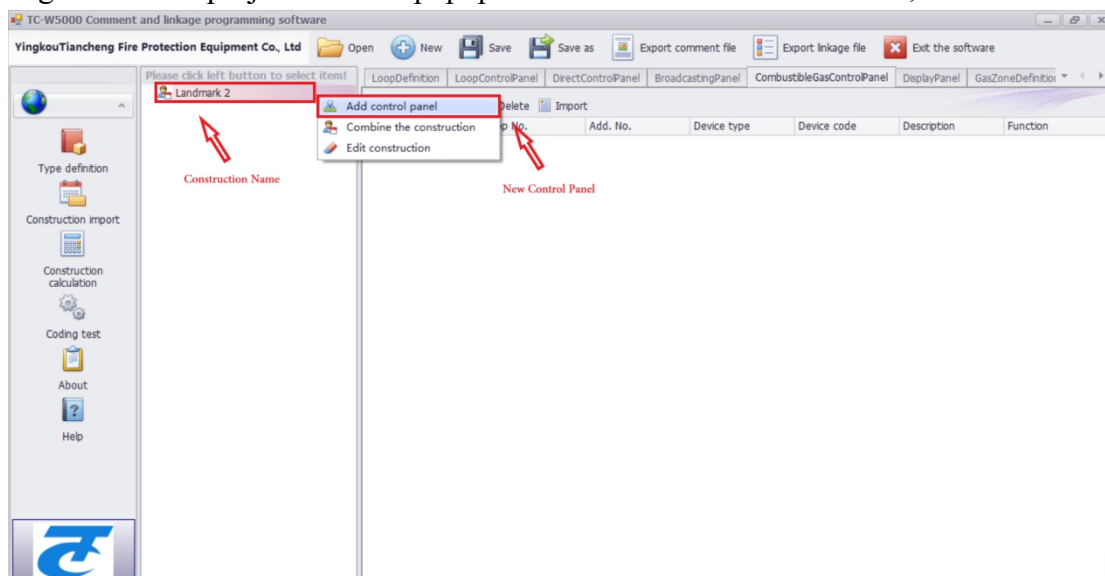 TC-W5000 Comment and linkage programming software
YingkouTiancheng Fire Protection Equipment Co., Ltd Open New Save Save as Export comment file Export linkage file Exit the software
Please click left button to select item!
LoopDefinition LoopControlPanel DirectControlPanel BroadcastingPanel CombustibleGasControlPanel DisplayPanel GasZoneDefinition
Landmark 2
Add control panel
Delete Import
Combine the construction
No. Add. No. Device type Device code Description Function
Edit construction
Type definition
Construction Name
New Control Panel
Construction import
Construction
calculation
Coding test
About
Help